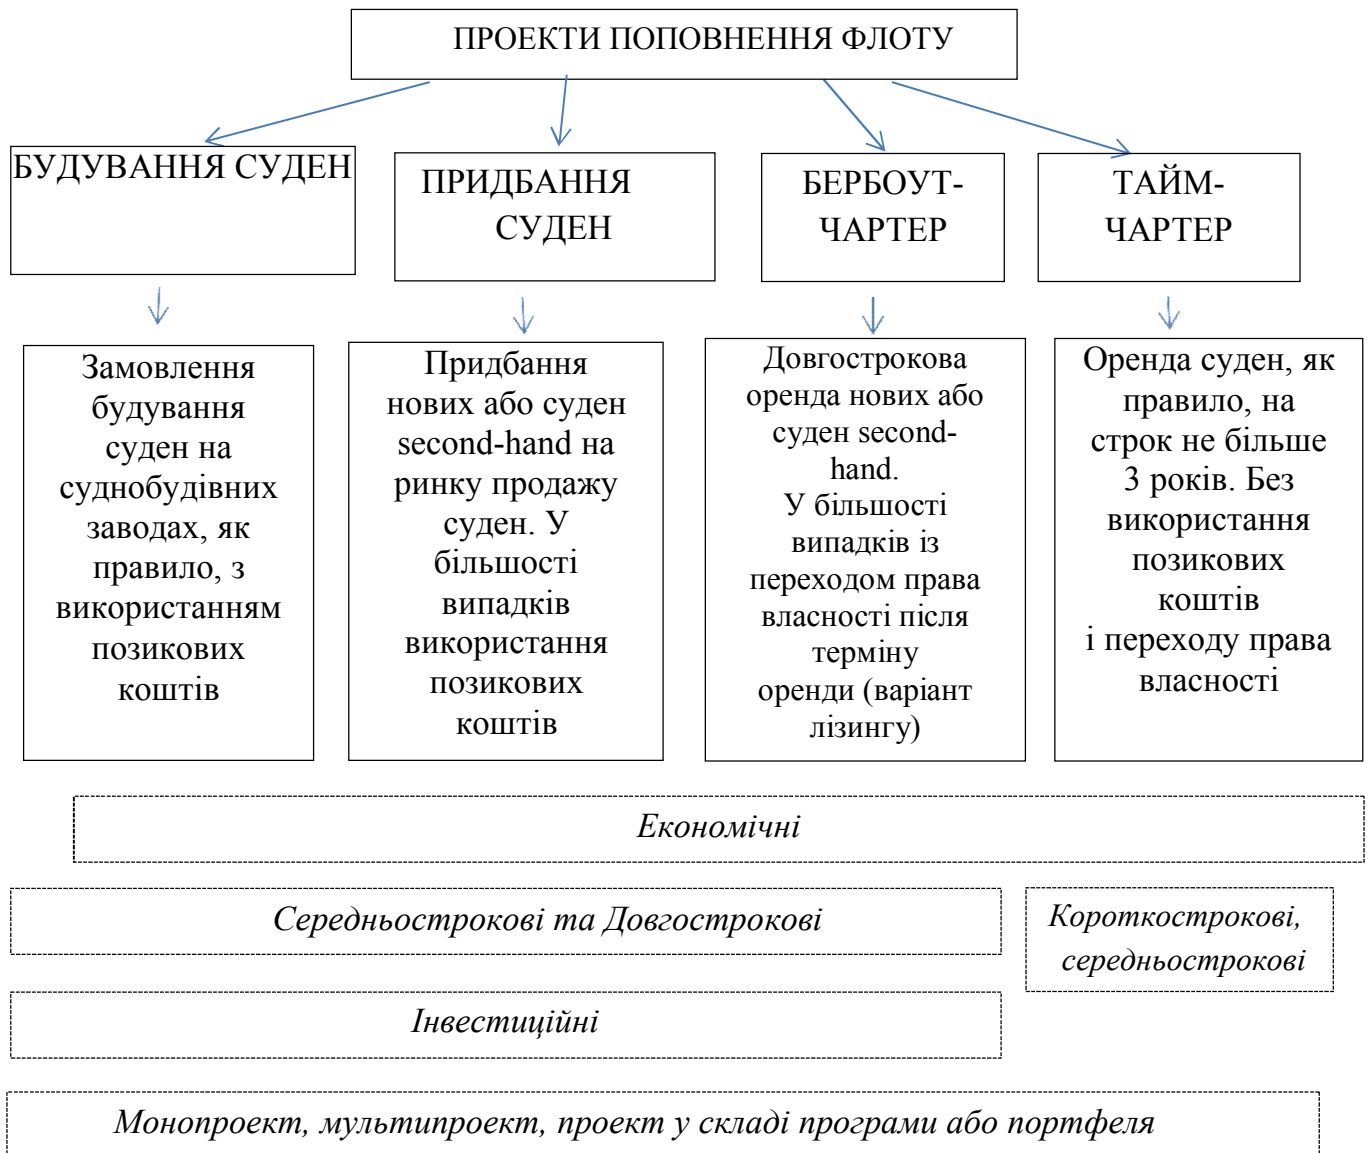 ПРОЕКТИ ПОПОВНЕННЯ ФЛОТУ
БУДУВАННЯ СУДЕН
ПРИДБАННЯ
СУДЕН
БЕРБОУТ-
ЧАРТЕР
ТАЙМ-
ЧАРТЕР
Замовлення
будування
суден на
суднобудівних
заводах, як
правило, з
використанням
позикових
коштів
Придбання
нових або суден
second-hand на
ринку продажу
суден. У
більшості
випадків
використання
позикових
коштів
Довгострокова
оренда нових або
суден second-
hand.
У більшості
випадків із
переходом права
власності після
терміну
оренди (варіант
лізингу)
Оренда суден, як
правило, на
строк не більше
3 років. Без
використання
позикових
коштів
і переходу права
власності
Економічні
Середньострокові та Довгострокові
Короткострокові,
середньострокові
Інвестиційні
Монопроект, мультипроект, проект у складі програми або портфеля